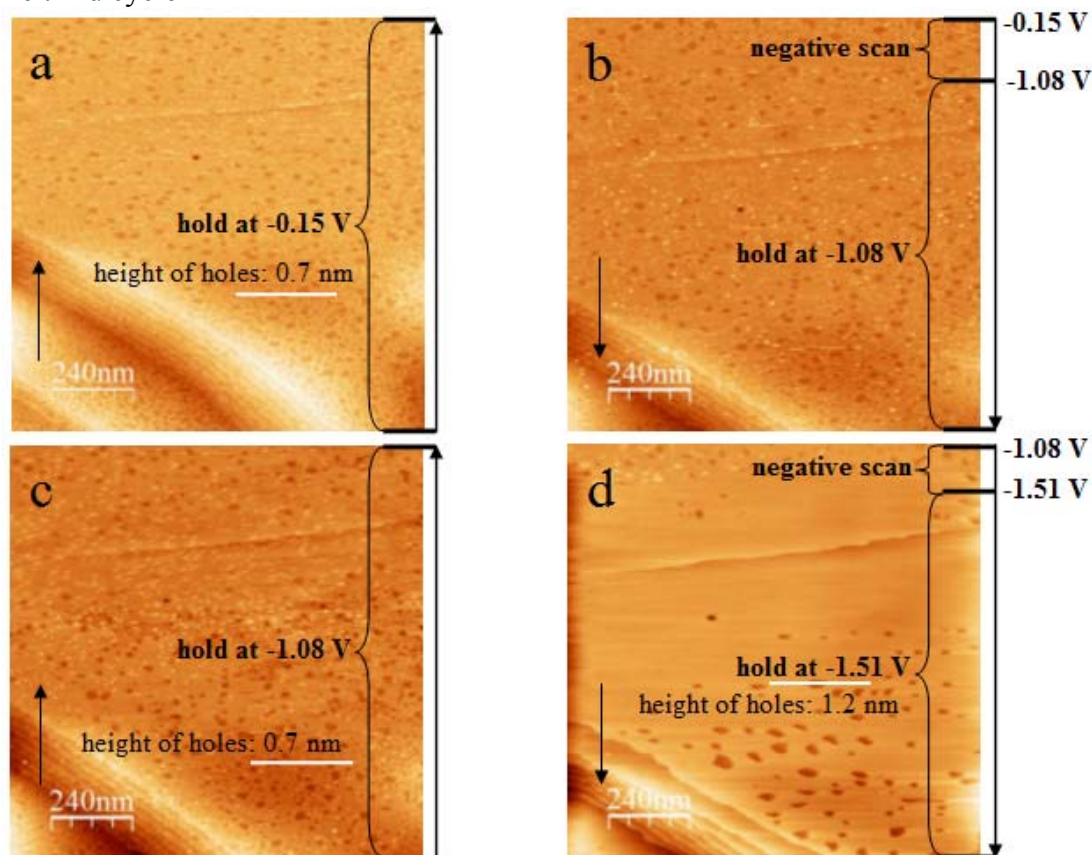 a
hold at -0.15 V
height of holes: 0.7 nm
240nm
b
-0.15 V
negative scan
-1.08 V
hold at -1.08 V
240nm
c
hold at -1.08 V
height of holes: 0.7 nm
240nm
d
-1.08 V
negative scan
-1.51 V
hold at -1.51 V
height of holes: 1.2 nm
240nm